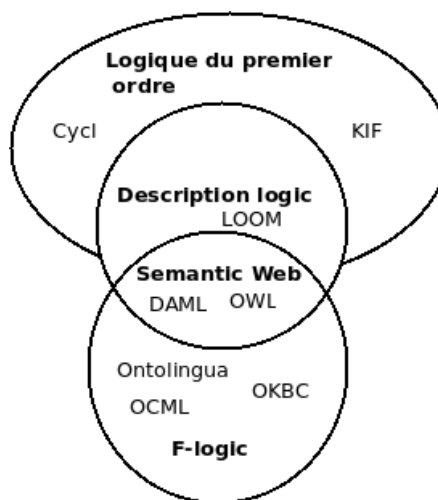 Logique du premier
ordre
Cycl
KIF
Description logic
LOOM
Semantic Web
DAML
OWL
Ontolingua
OKBC
OCML
F-logic